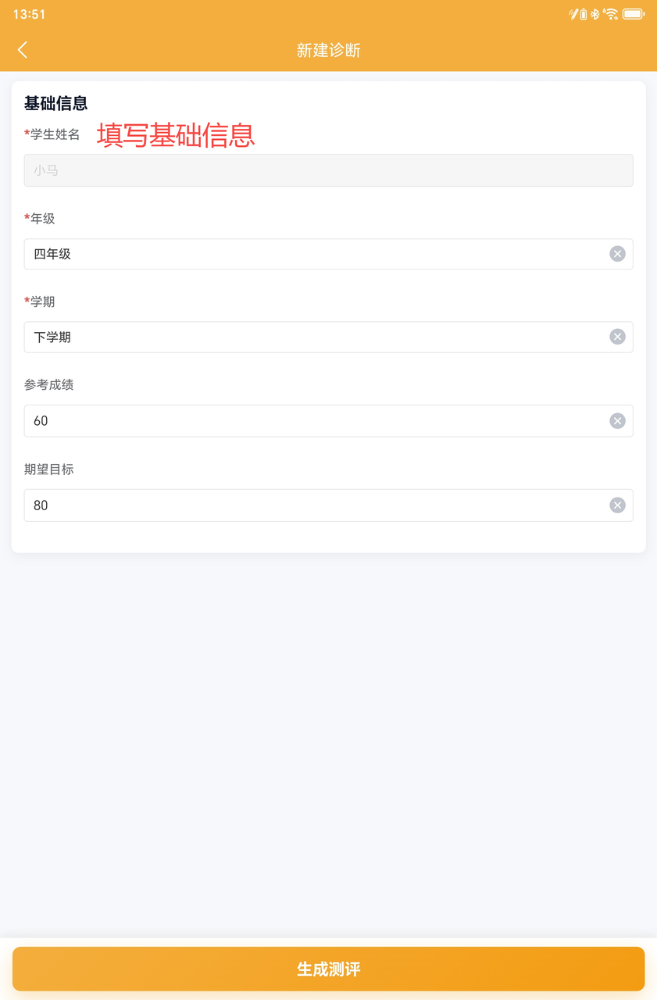 13:51
新建诊断
基础信息
*学生姓名 填写基础信息
小马
*年级
四年级
*学期
下学期
参考成绩
60
期望目标
80
生成测评